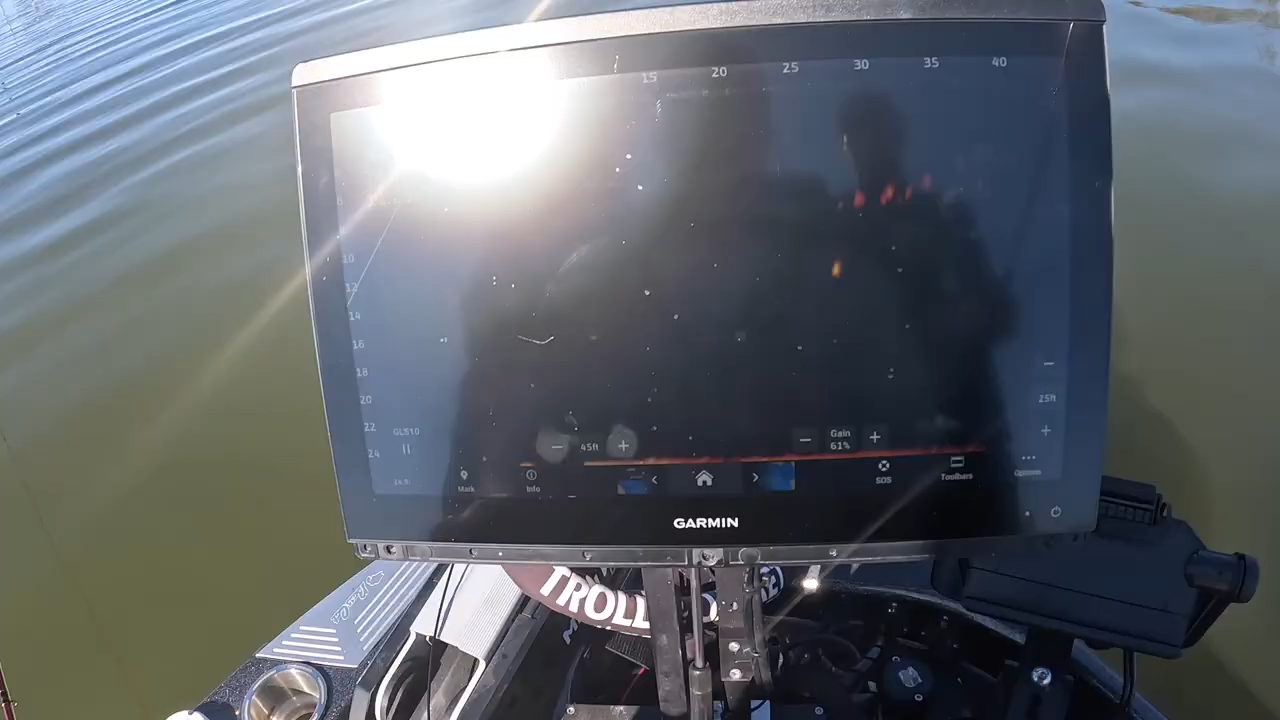 15 20 25 30 35 40
10
12
14
16
18
20
22
24
25ft
GLS10
45ft
Gain
61%
Mark
Info
SOS
Toolbars
Options
GARMIN
TROLL